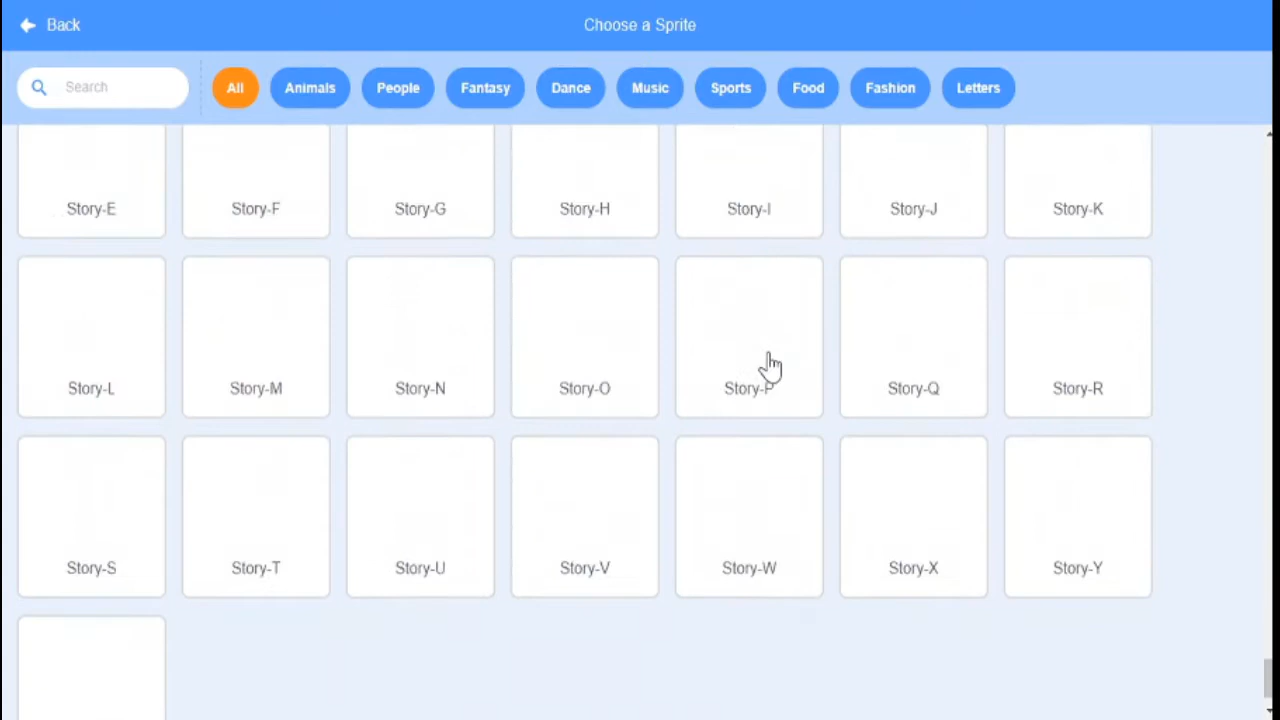 Back
Choose a Sprite
Search
All
Animals
People
Fantasy
Dance
Music
Sports
Food
Fashion
Letters
Story-E
Story-F
Story-G
Story-H
Story-I
Story-J
Story-K
Story-L
Story-M
Story-N
Story-O
Story-P
Story-Q
Story-R
Story-S
Story-T
Story-U
Story-V
Story-W
Story-X
Story-Y